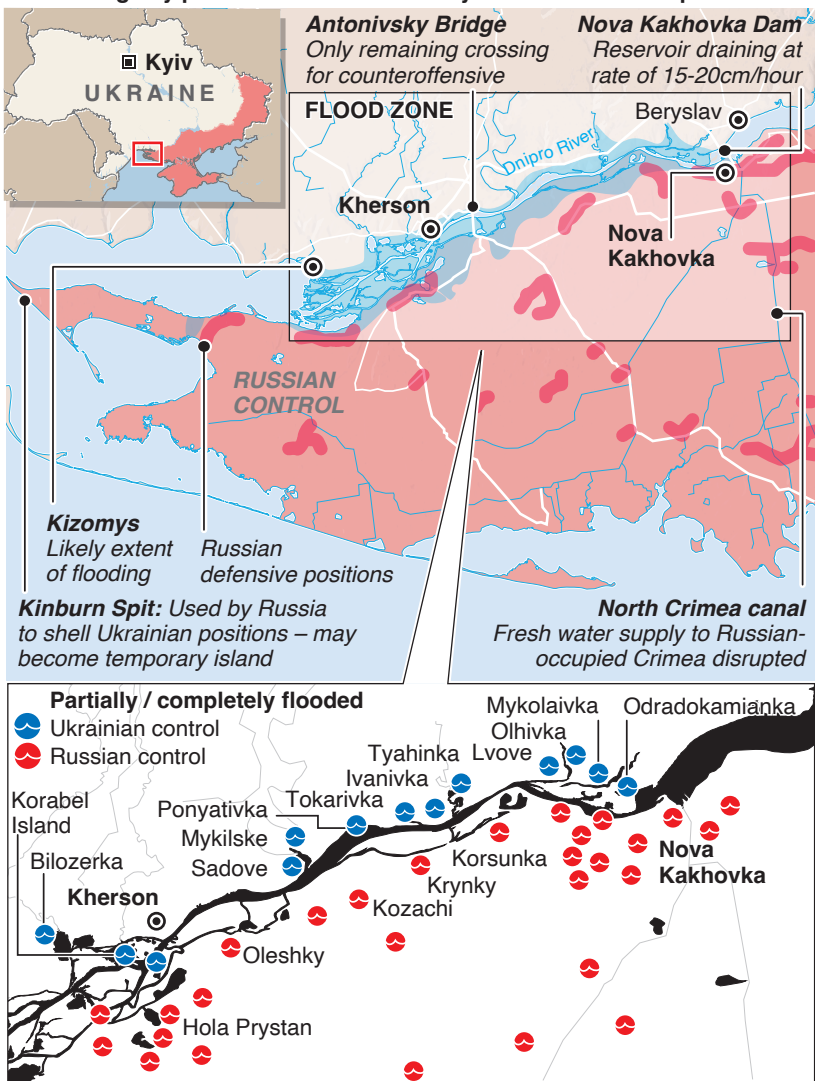 Kyiv
UKRAINE
Antonivsky Bridge
Only remaining crossing
for counteroffensive
Nova Kakhovka Dam
Reservoir draining at
rate of 15-20cm/hour
FLOOD ZONE
Beryslav
Dnipro River
Kherson
Nova
Kakhovka
RUSSIAN
CONTROL
Kizomys
Likely extent
of flooding
Russian
defensive positions
Kinburn Spit: Used by Russia
to shell Ukrainian positions – may
become temporary island
North Crimea canal
Fresh water supply to Russian-
occupied Crimea disrupted
Partially / completely flooded
Ukrainian control
Russian control
Mykolaivka
Odradokamianka
Olhivka
Lvove
Tyahinka
Ivanivka
Tokarivka
Ponyativka
Mykilske
Sadove
Korabel
Island
Bilozerka
Kherson
Korsunka
Krynky
Kozachi
Nova
Kakhovka
Oleshky
Hola Prystan